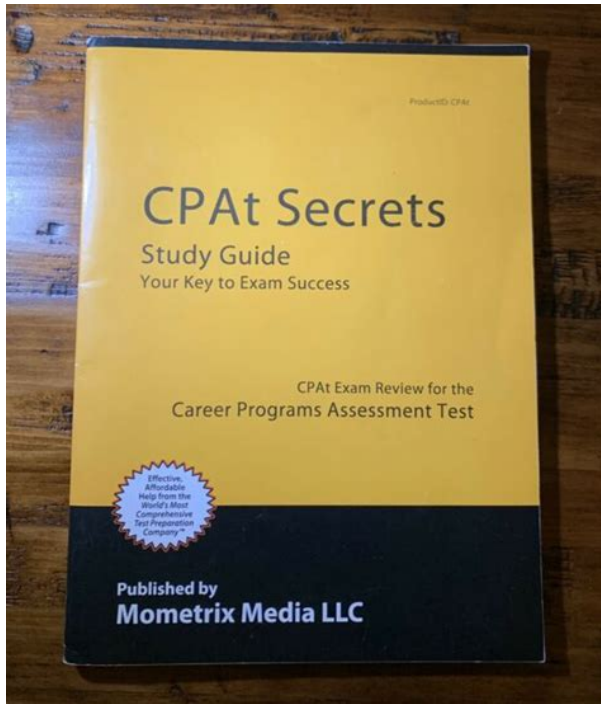 ProductID: CPAt
CPAt Secrets
Study Guide
Your Key to Exam Success
CPAt Exam Review for the
Career Programs Assessment Test
Effective,
Affordable
Help from the
World's Most
Comprehensive
Test Preparation
Company™
Published by
Mometrix Media LLC